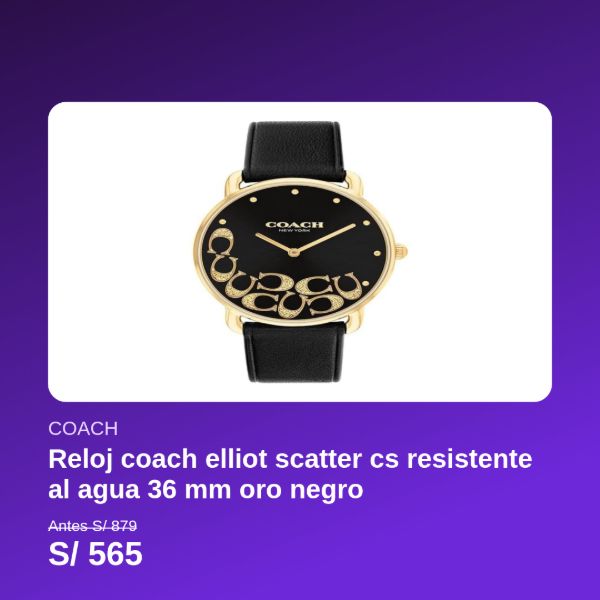 COACH
NEW YORK
COACH
Reloj coach elliot scatter cs resistente
al agua 36 mm oro negro
Antes S/ 879
S/ 565